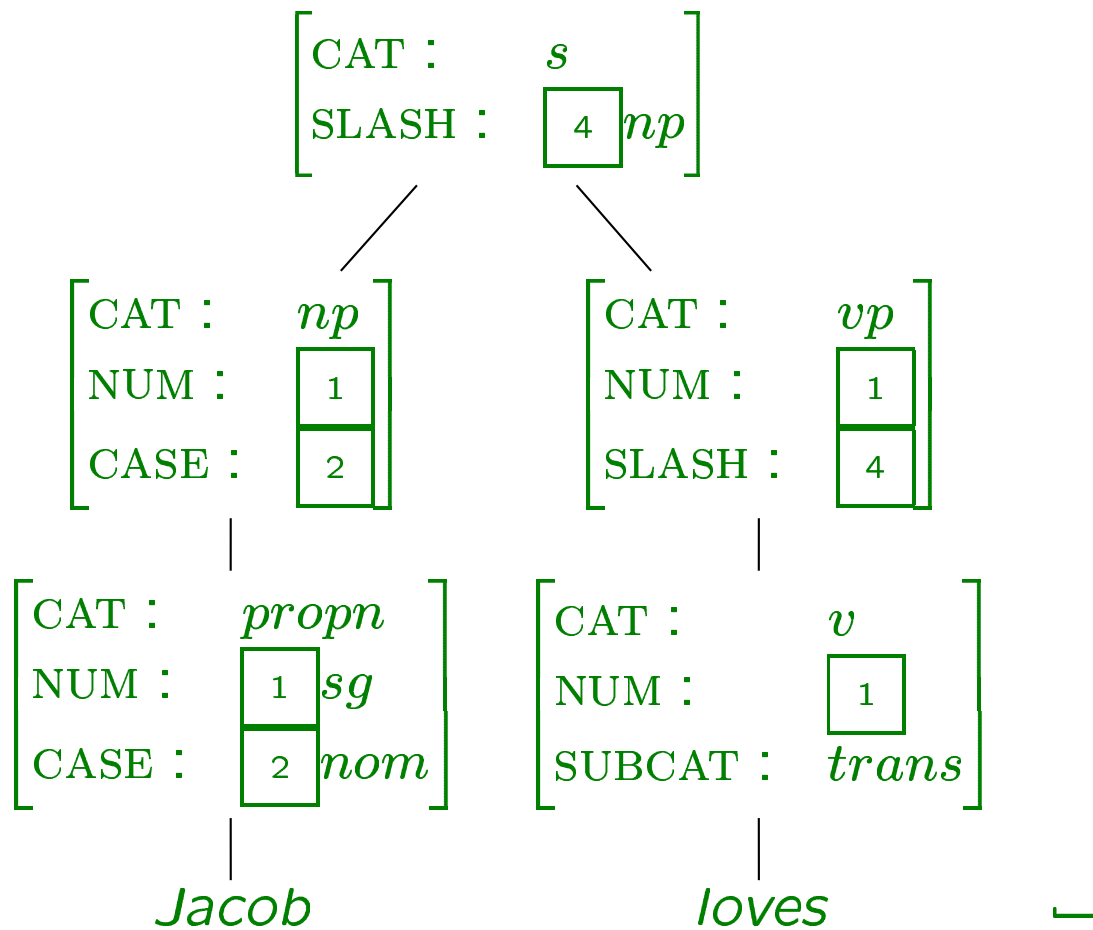 CAT : s
SLASH : 4 np
CAT : np
NUM : 1
CASE : 2
CAT : vp
NUM : 1
SLASH : 4
CAT : propn
NUM : 1 sg
CASE : 2 nom
CAT : v
NUM : 1
SUBCAT : trans
Jacob loves